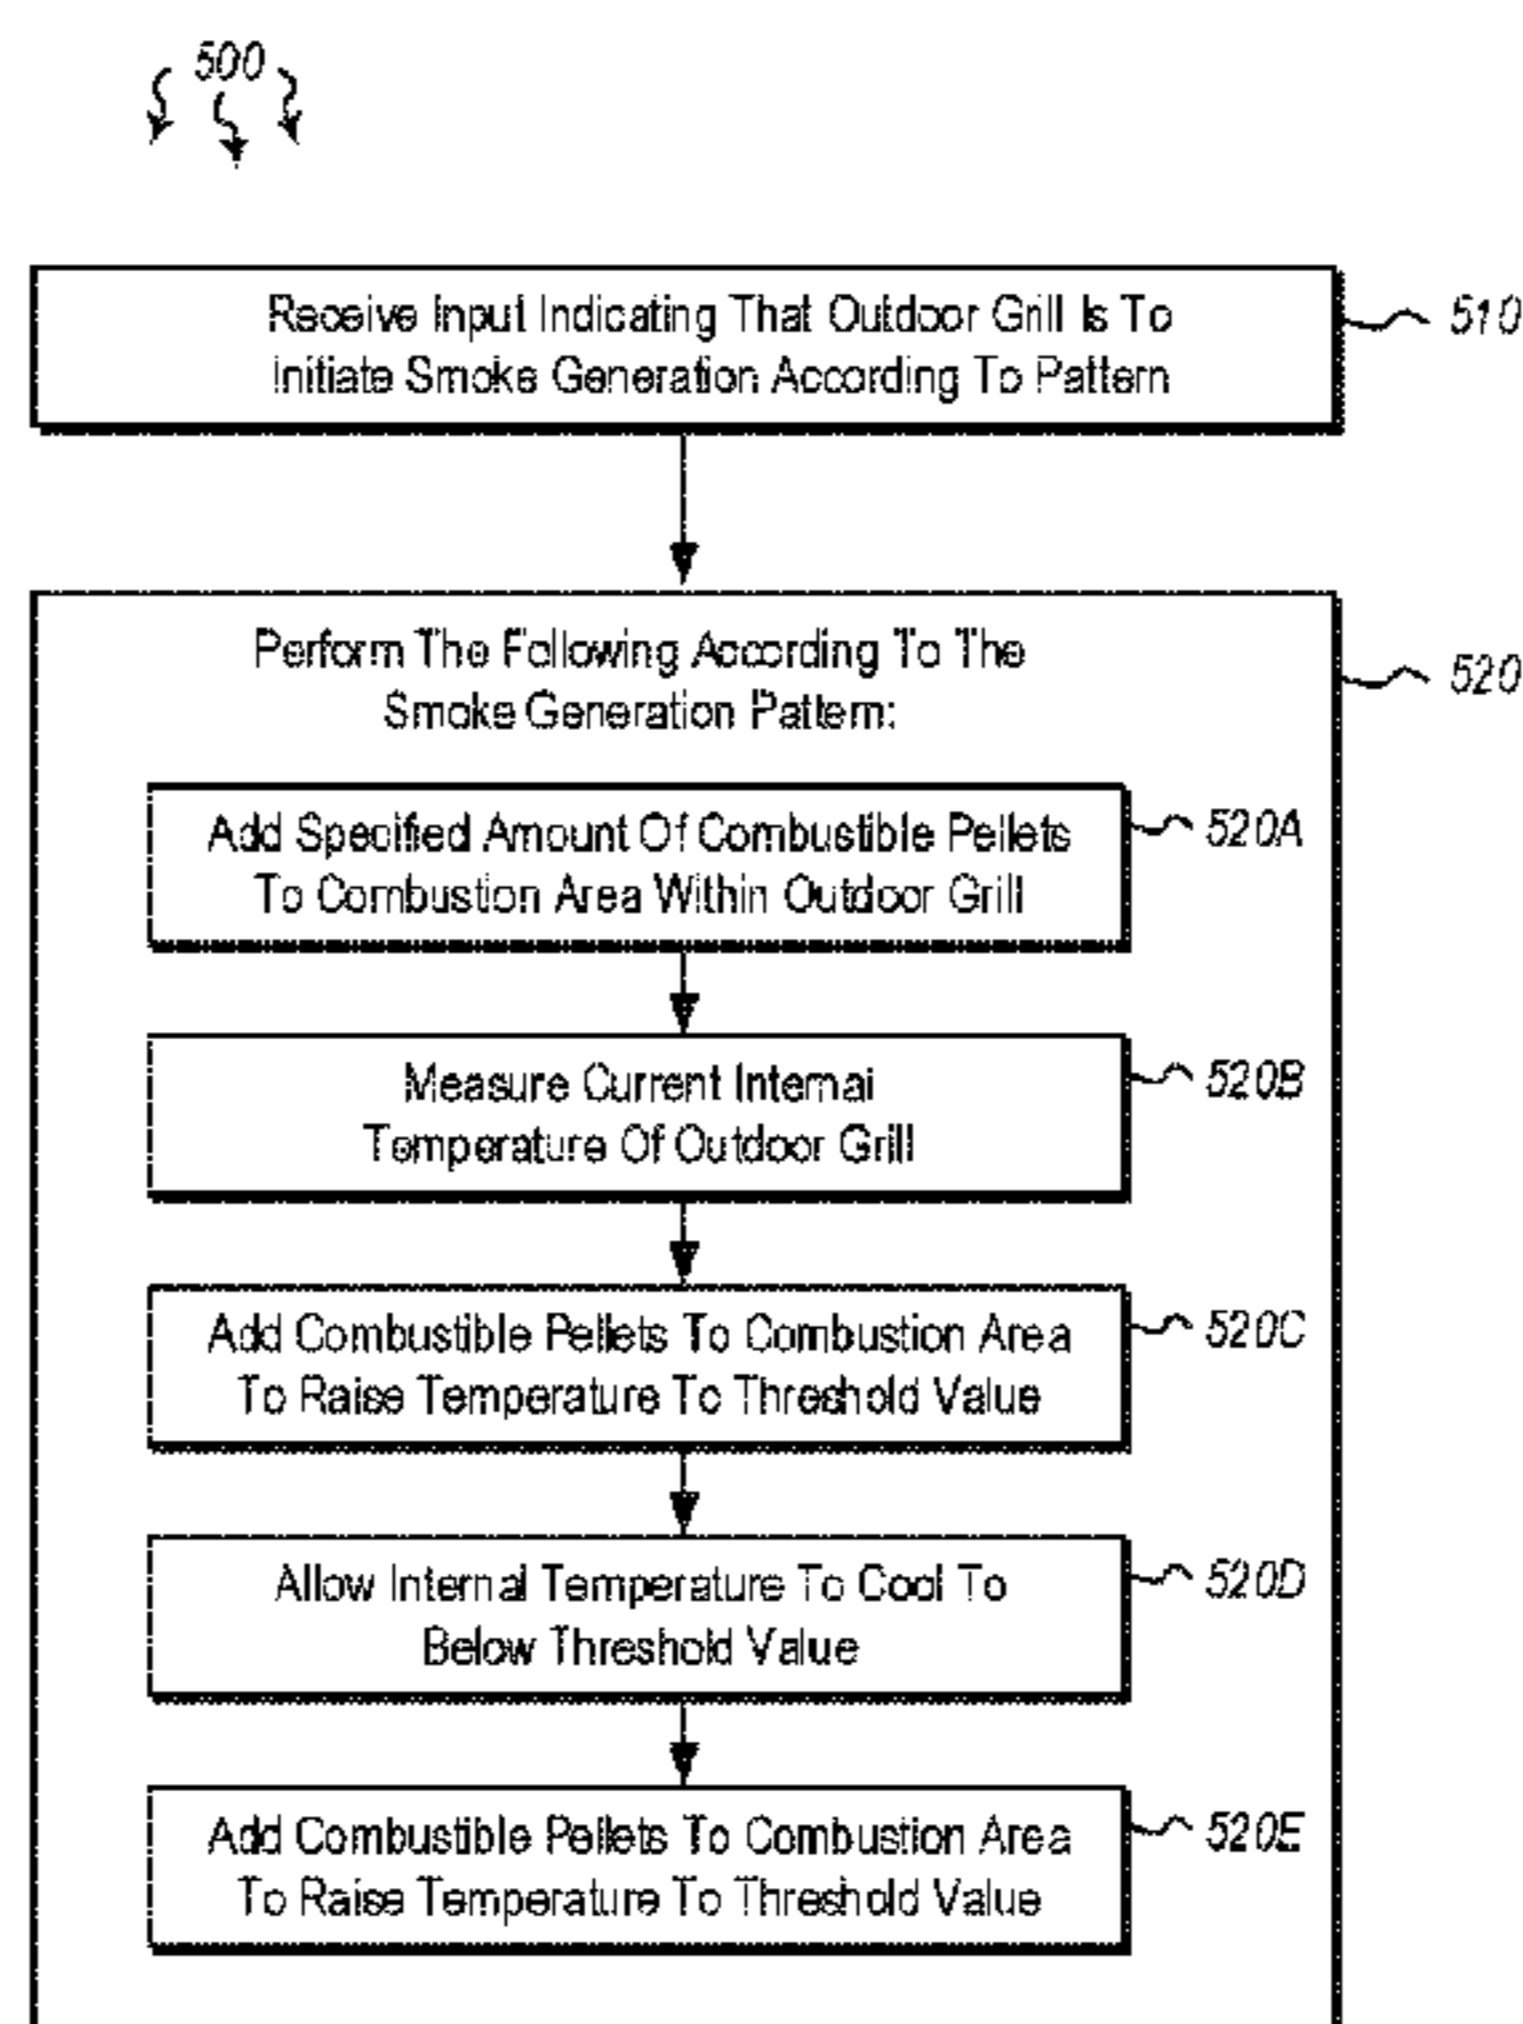 500
Receive Input Indicating That Outdoor Grill Is To
Initiate Smoke Generation According To Pattern
510
Perform The Following According To The
Smoke Generation Pattern:
520
Add Specified Amount Of Combustible Pellets
To Combustion Area Within Outdoor Grill
520A
Measure Current Internal
Temperature Of Outdoor Grill
520B
Add Combustible Pellets To Combustion Area
To Raise Temperature To Threshold Value
520C
Allow Internal Temperature To Cool To
Below Threshold Value
520D
Add Combustible Pellets To Combustion Area
To Raise Temperature To Threshold Value
520E